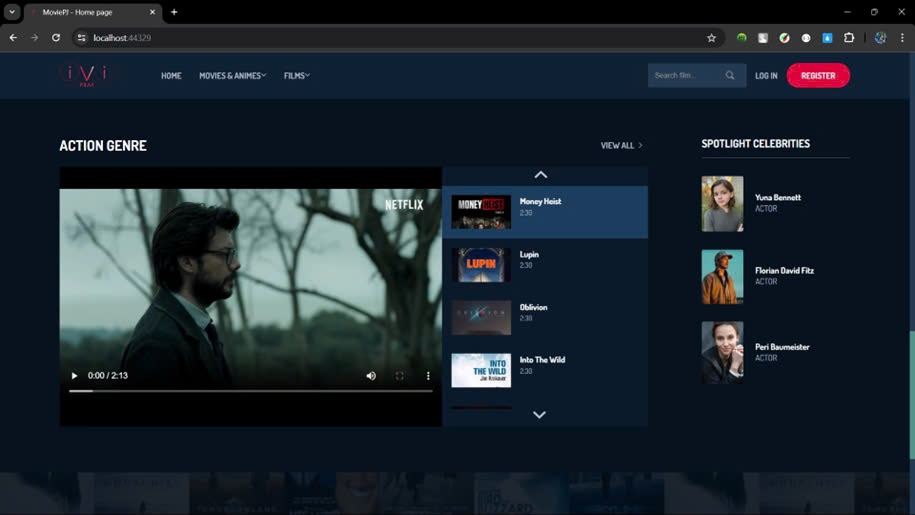 MoviePJ - Home page
localhost:44329
iVi
FILM
HOME
MOVIES & ANIMES
FILMS
Search film...
LOG IN
REGISTER
ACTION GENRE
VIEW ALL
SPOTLIGHT CELEBRITIES
NETFLIX
0:00 / 2:13
MONEY HEIST
Money Heist
2:30
LUPIN
Lupin
2:30
OBLIVION
Oblivion
2:30
INTO
THE WILD
Jon Krakauer
Into The Wild
2:30
Yuna Bennett
ACTOR
Florian David Fitz
ACTOR
Peri Baumeister
ACTOR